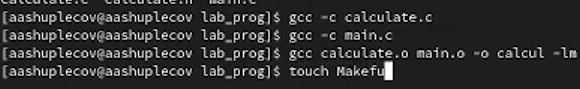 [aashuplecov@aashuplecov lab_prog]$ gcc -c calculate.c
[aashuplecov@aashuplecov lab_prog]$ gcc -c main.c
[aashuplecov@aashuplecov lab_prog]$ gcc calculate.o main.o -o calcul -lm
[aashuplecov@aashuplecov lab_prog]$ touch Makefu